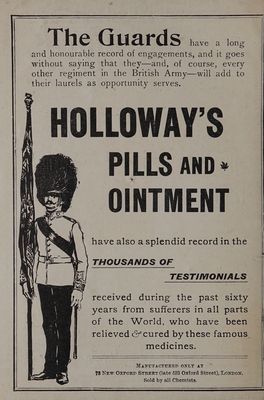 The Guards have a long
and honourable record of engagements, and it goes
without saying that they—and, of course, every
other regiment in the British Army—will add to
their laurels as opportunity serves.
HOLLOWAY'S
PILLS AND
OINTMENT
have also a splendid record in the
THOUSANDS OF
TESTIMONIALS
received during the past sixty
years from sufferers in all parts
of the World, who have been
relieved & cured by these famous
medicines.
MANUFACTURED ONLY AT
78 NEW OXFORD STREET (late 533 Oxford Street), LONDON.
Sold by all Chemists.